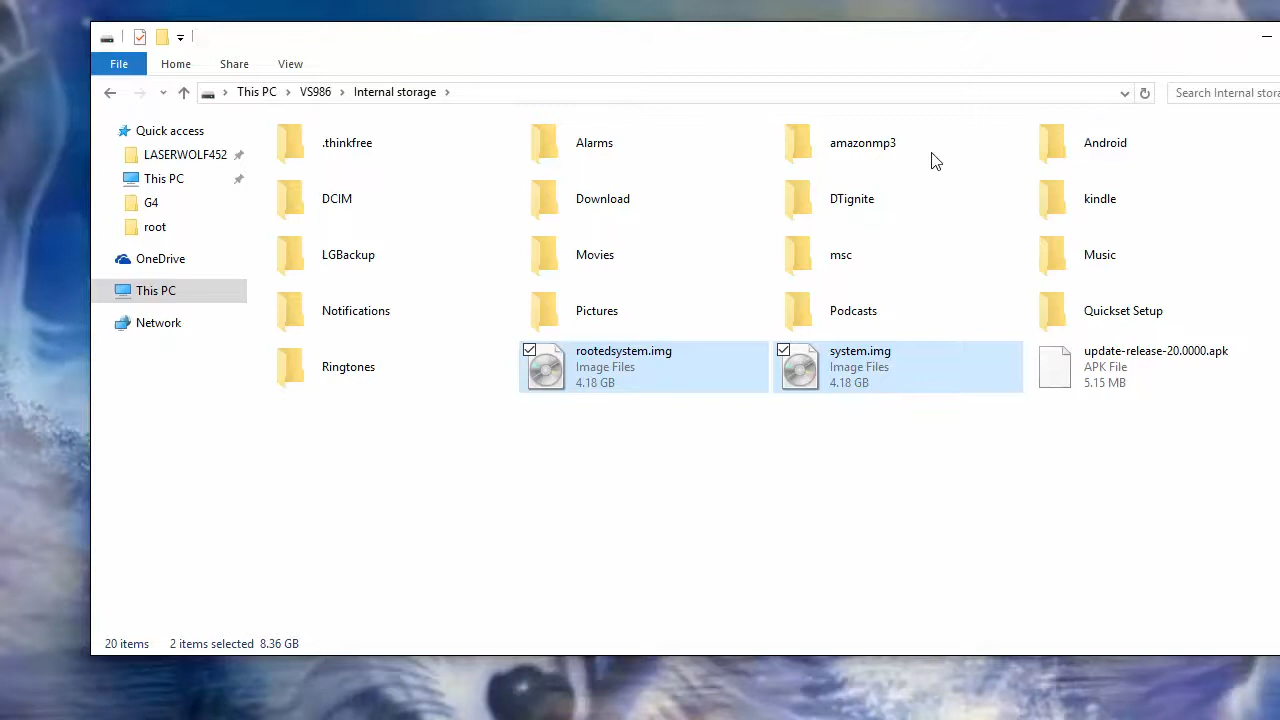 File
Home
Share
View
This PC
VS986
Internal storage
Search Internal stora
Quick access
LASERWOLF452
This PC
G4
root
OneDrive
This PC
Network
.thinkfree
Alarms
amazonmp3
Android
DCIM
Download
DTignite
kindle
LGBackup
Movies
msc
Music
Notifications
Pictures
Podcasts
Quickset Setup
Ringtones
rootedsystem.img
Image Files
4.18 GB
system.img
Image Files
4.18 GB
update-release-20.0000.apk
APK File
5.15 MB
20 items
2 items selected 8.36 GB